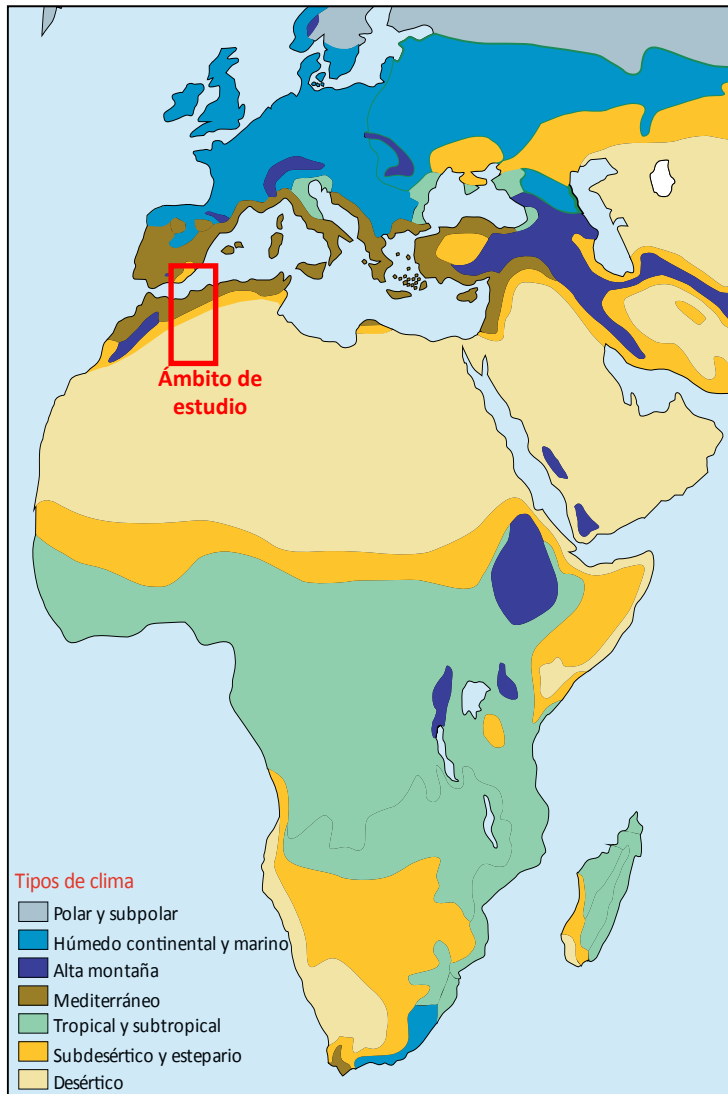 Ámbito de
estudio
Tipos de clima
Polar y subpolar
Húmedo continental y marino
Alta montaña
Mediterráneo
Tropical y subtropical
Subdesértico y estepario
Desértico